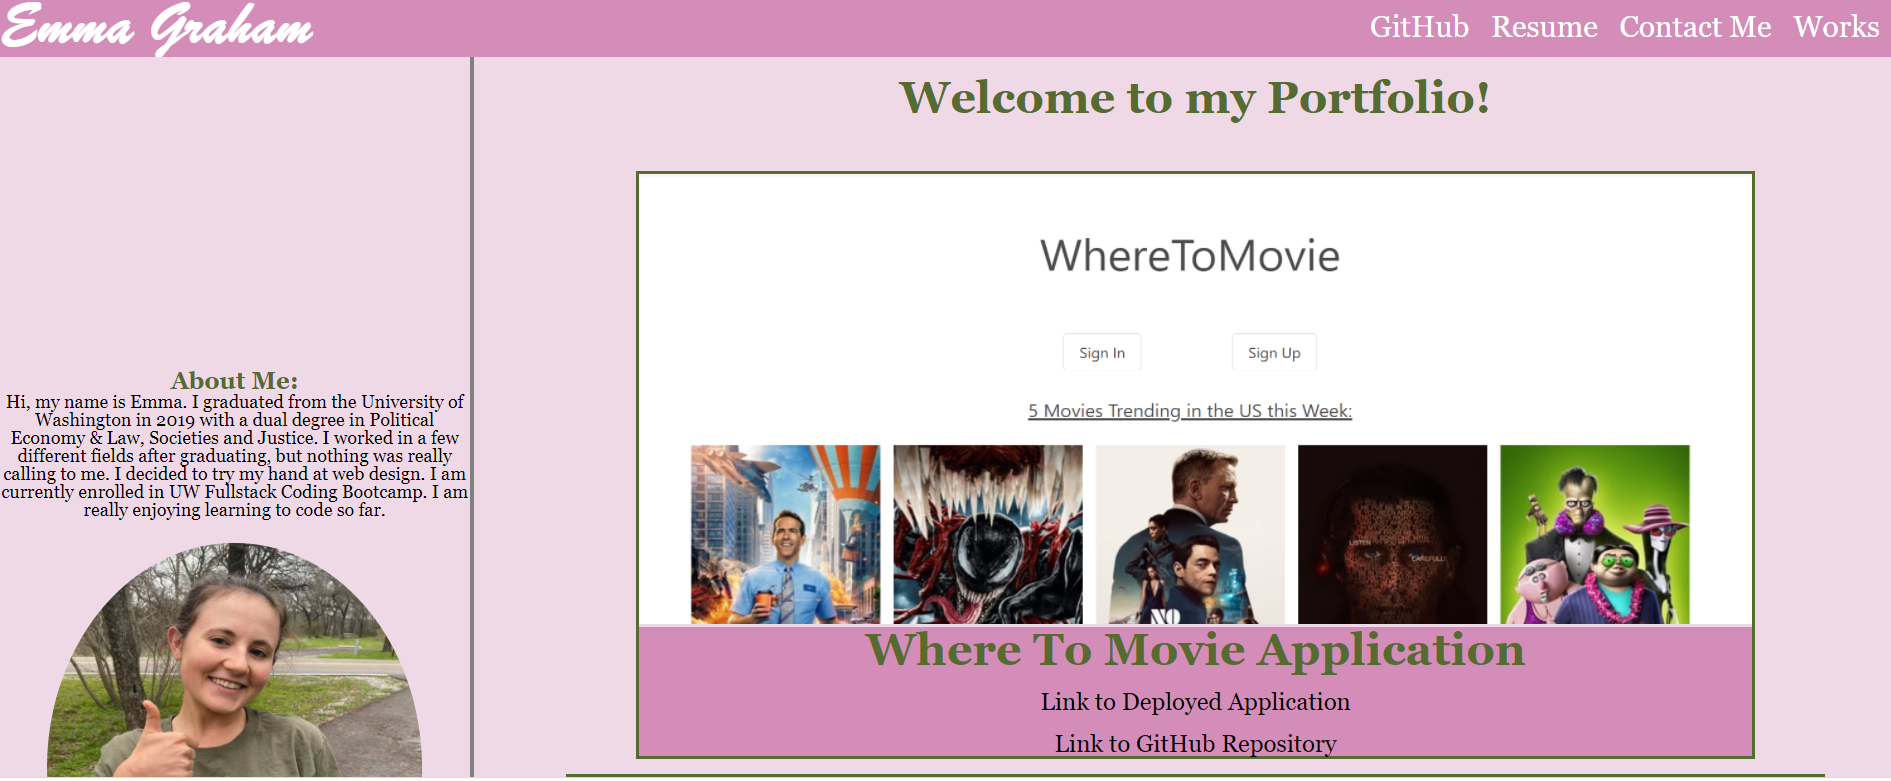 Emma Graham
GitHub Resume Contact Me Works
Welcome to my Portfolio!
About Me:
Hi, my name is Emma. I graduated from the University of
Washington in 2019 with a dual degree in Political
Economy & Law, Societies and Justice. I worked in a few
different fields after graduating, but nothing was really
calling to me. I decided to try my hand at web design. I am
currently enrolled in UW Fullstack Coding Bootcamp. I am
really enjoying learning to code so far.
WhereToMovie
Sign In Sign Up
5 Movies Trending in the US this Week:
NO
LISTEN
CAREFULLY
Where To Movie Application
Link to Deployed Application
Link to GitHub Repository